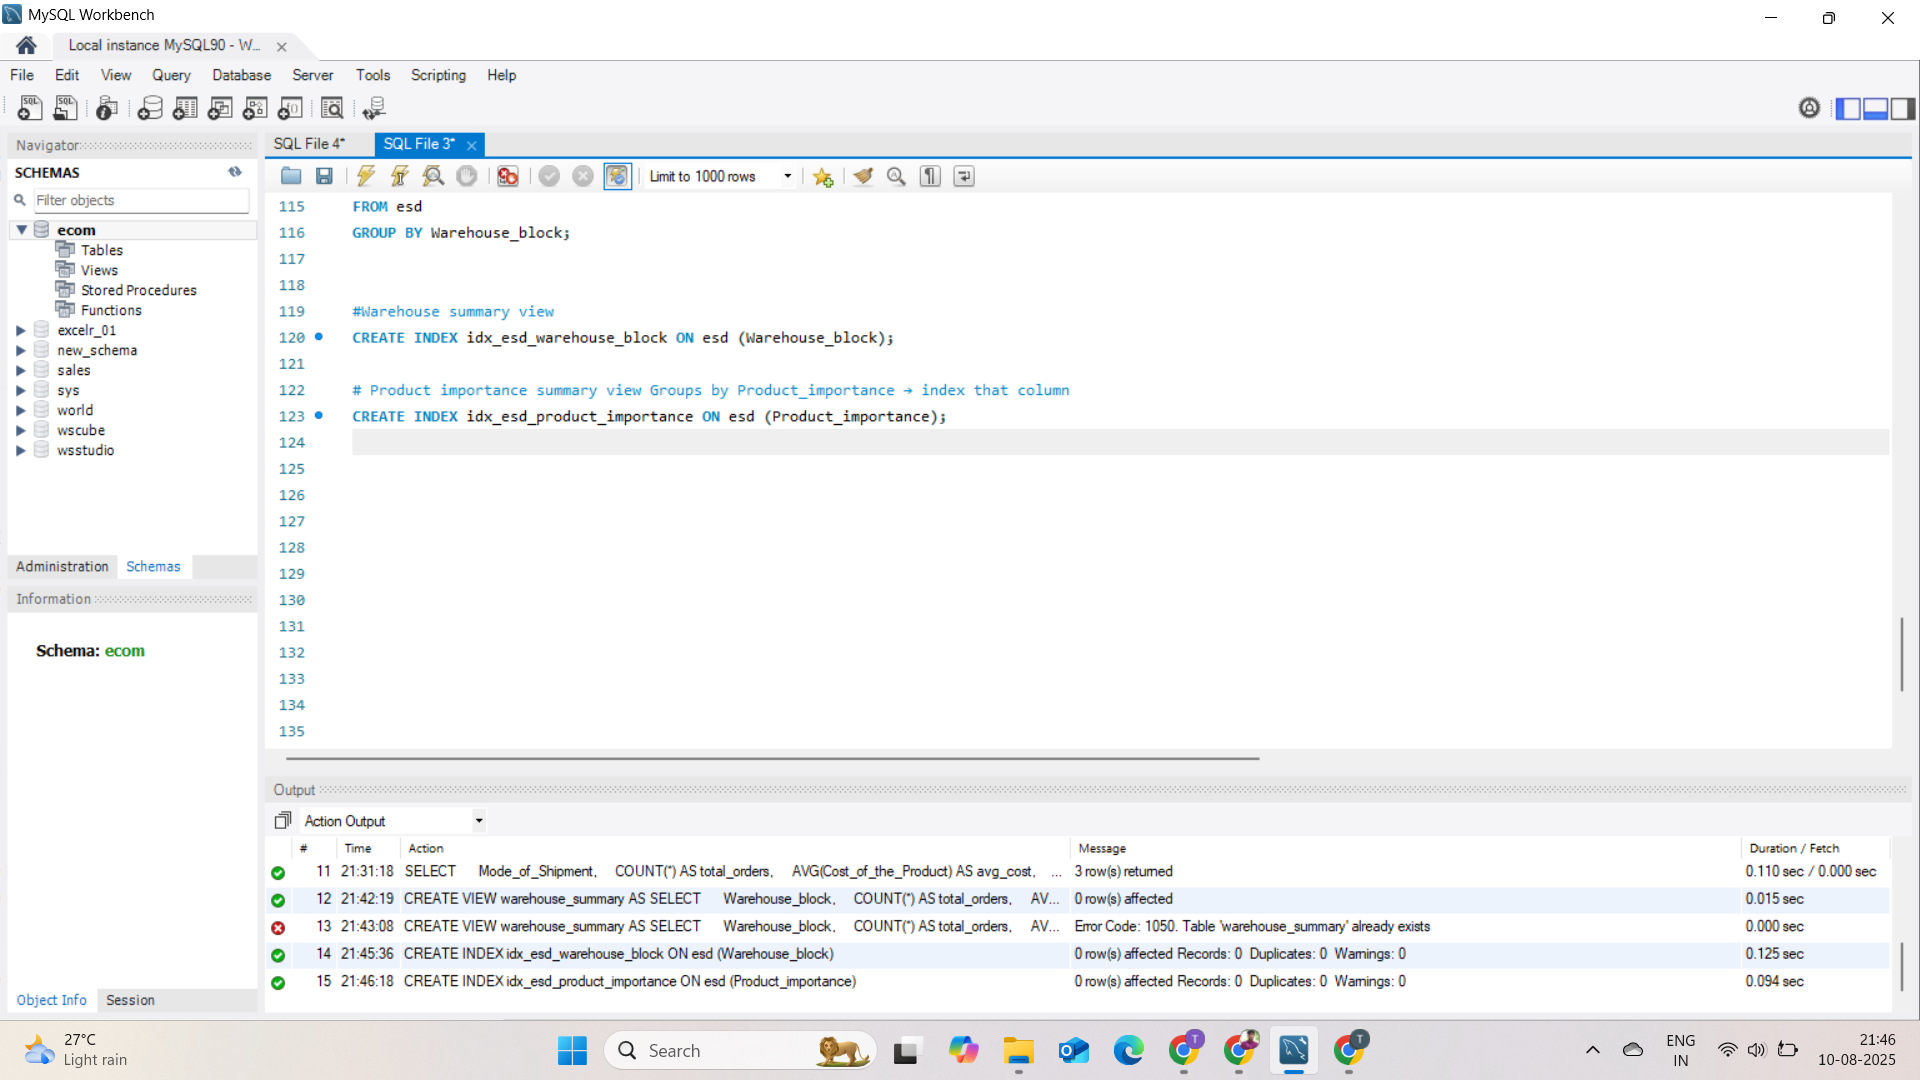 MySQL Workbench
Local instance MySQL90 - W...
File Edit View Query Database Server Tools Scripting Help
Navigator
SCHEMAS
Filter objects
ecom
Tables
Views
Stored Procedures
Functions
excelr_01
new_schema
sales
sys
world
wscube
wsstudio
Administration Schemas
Information
Schema: ecom
Object Info Session
SQL File 4* SQL File 3*
Limit to 1000 rows
115 FROM esd
116 GROUP BY Warehouse_block;
117
118
119 #Warehouse summary view
120 CREATE INDEX idx_esd_warehouse_block ON esd (Warehouse_block);
121
122 # Product importance summary view Groups by Product_importance → index that column
123 CREATE INDEX idx_esd_product_importance ON esd (Product_importance);
124
125
126
127
128
129
130
131
132
133
134
135
Output
Action Output
# Time Action Message Duration / Fetch
11 21:31:18 SELECT Mode_of_Shipment, COUNT(*) AS total_orders, AVG(Cost_of_the_Product) AS avg_cost, ... 3 row(s) returned 0.110 sec / 0.000 sec
12 21:42:19 CREATE VIEW warehouse_summary AS SELECT Warehouse_block, COUNT(*) AS total_orders, AV... 0 row(s) affected 0.015 sec
13 21:43:08 CREATE VIEW warehouse_summary AS SELECT Warehouse_block, COUNT(*) AS total_orders, AV... Error Code: 1050. Table 'warehouse_summary' already exists 0.000 sec
14 21:45:36 CREATE INDEX idx_esd_warehouse_block ON esd (Warehouse_block) 0 row(s) affected Records: 0 Duplicates: 0 Warnings: 0 0.125 sec
15 21:46:18 CREATE INDEX idx_esd_product_importance ON esd (Product_importance) 0 row(s) affected Records: 0 Duplicates: 0 Warnings: 0 0.094 sec
27°C
Light rain
Search
ENG
IN
21:46
10-08-2025